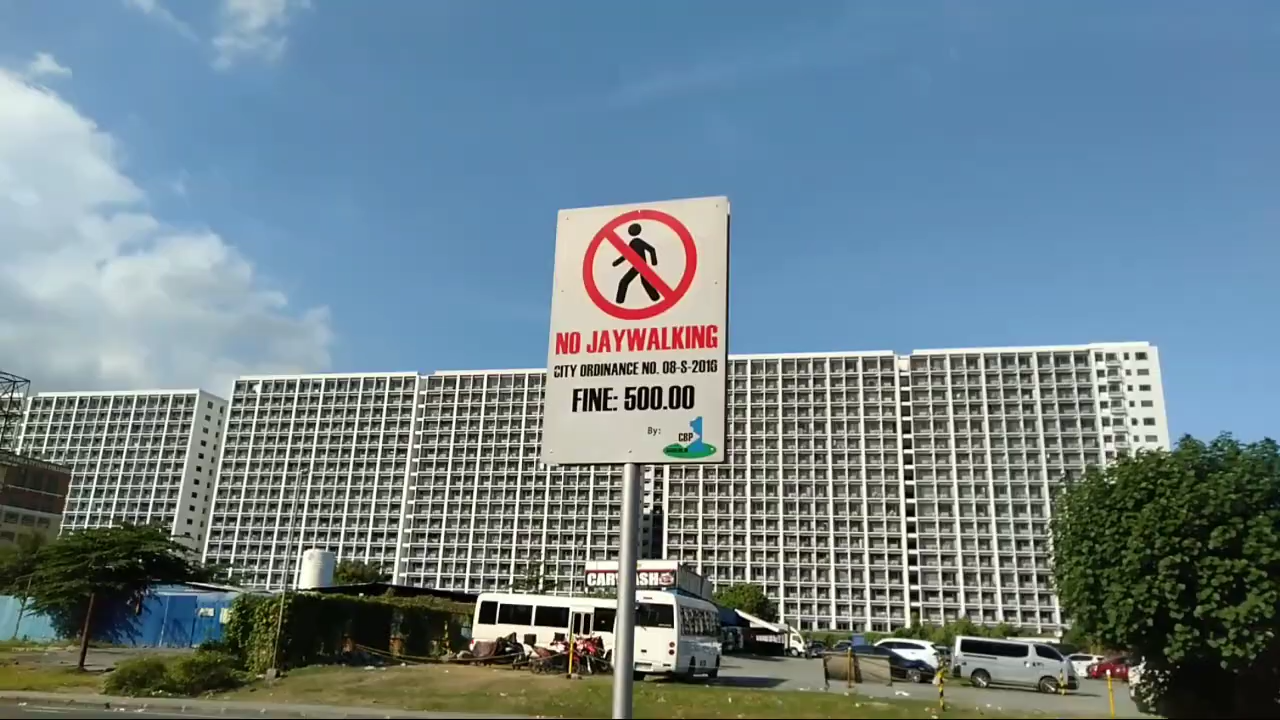 NO JAYWALKING
CITY ORDINANCE NO. 08-S-2016
FINE: 500.00
By:
CBP
CARWASH